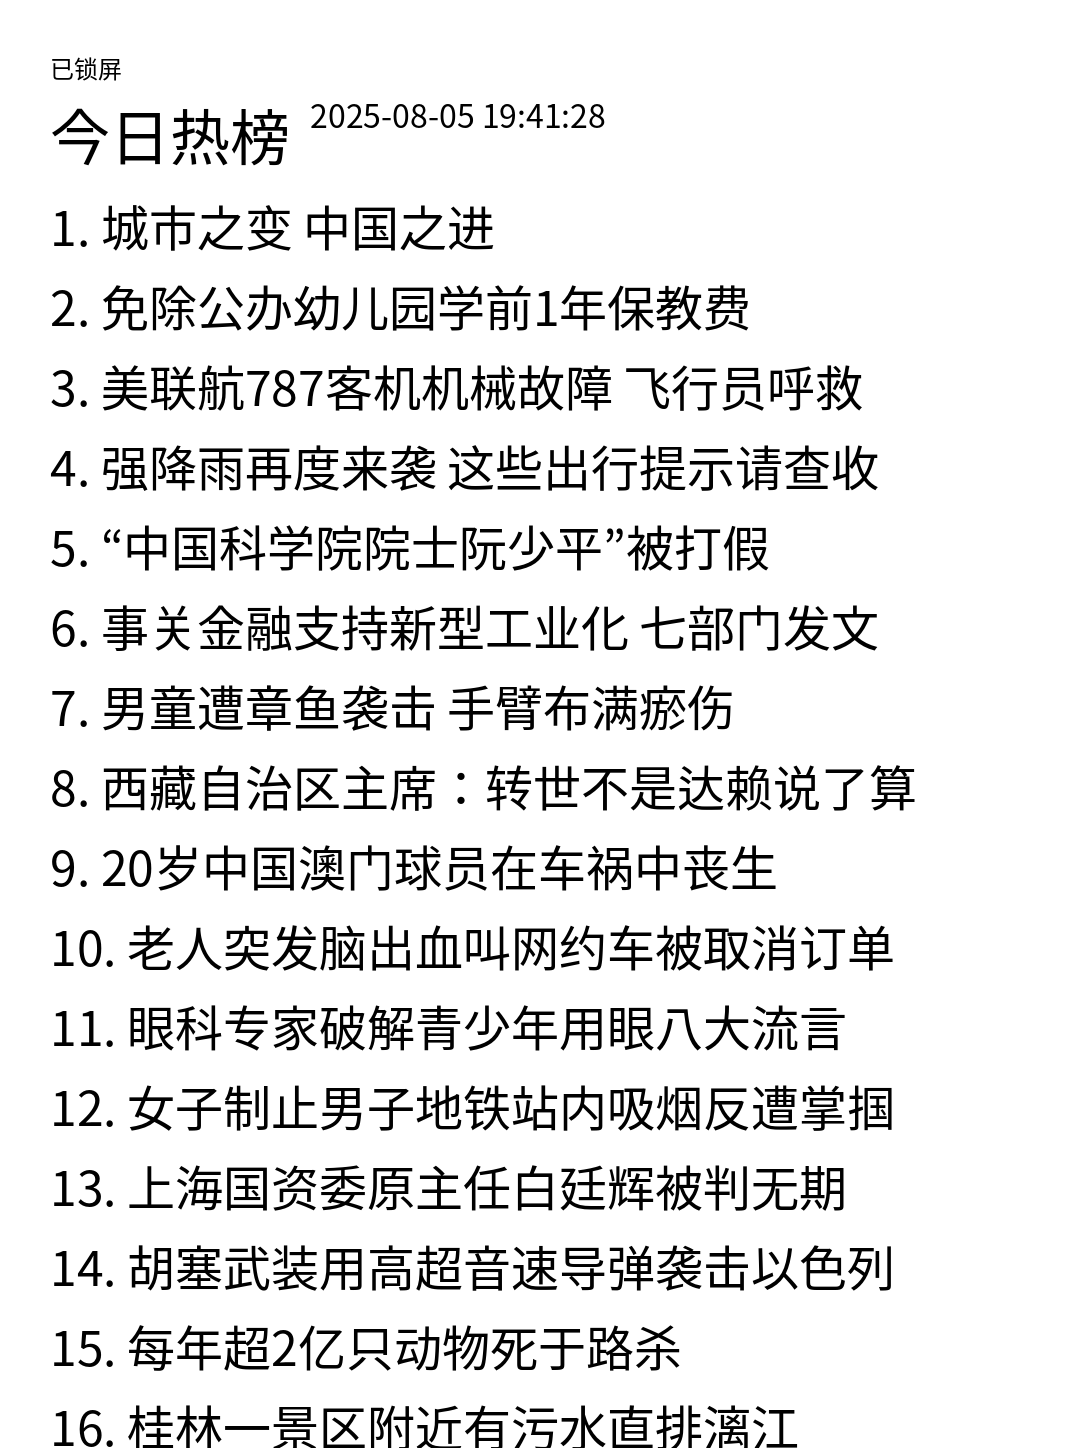 已锁屏
今日热榜 2025-08-05 19:41:28
1. 城市之变 中国之进
2. 免除公办幼儿园学前1年保教费
3. 美联航787客机机械故障 飞行员呼救
4. 强降雨再度来袭 这些出行提示请查收
5. “中国科学院院士阮少平”被打假
6. 事关金融支持新型工业化 七部门发文
7. 男童遭章鱼袭击 手臂布满瘀伤
8. 西藏自治区主席：转世不是达赖说了算
9. 20岁中国澳门球员在车祸中丧生
10. 老人突发脑出血叫网约车被取消订单
11. 眼科专家破解青少年用眼八大流言
12. 女子制止男子地铁站内吸烟反遭掌掴
13. 上海国资委原主任白廷辉被判无期
14. 胡塞武装用高超音速导弹袭击以色列
15. 每年超2亿只动物死于路杀
16. 桂林一景区附近有污水直排漓江